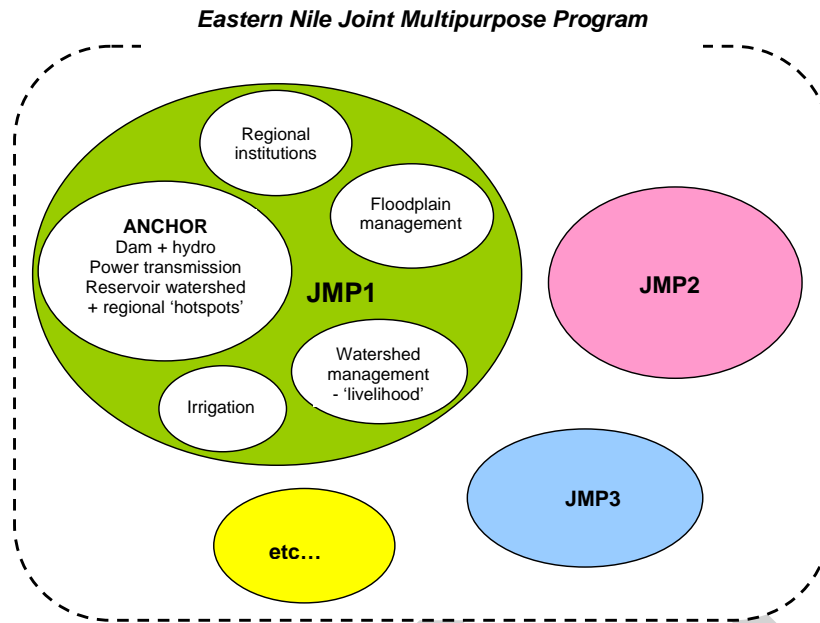 Eastern Nile Joint Multipurpose Program
Regional
institutions
Floodplain
management
ANCHOR
Dam + hydro
Power transmission
Reservoir watershed
+ regional ‘hotspots’
JMP1
JMP2
Watershed
management
- ‘livelihood’
Irrigation
JMP3
etc…